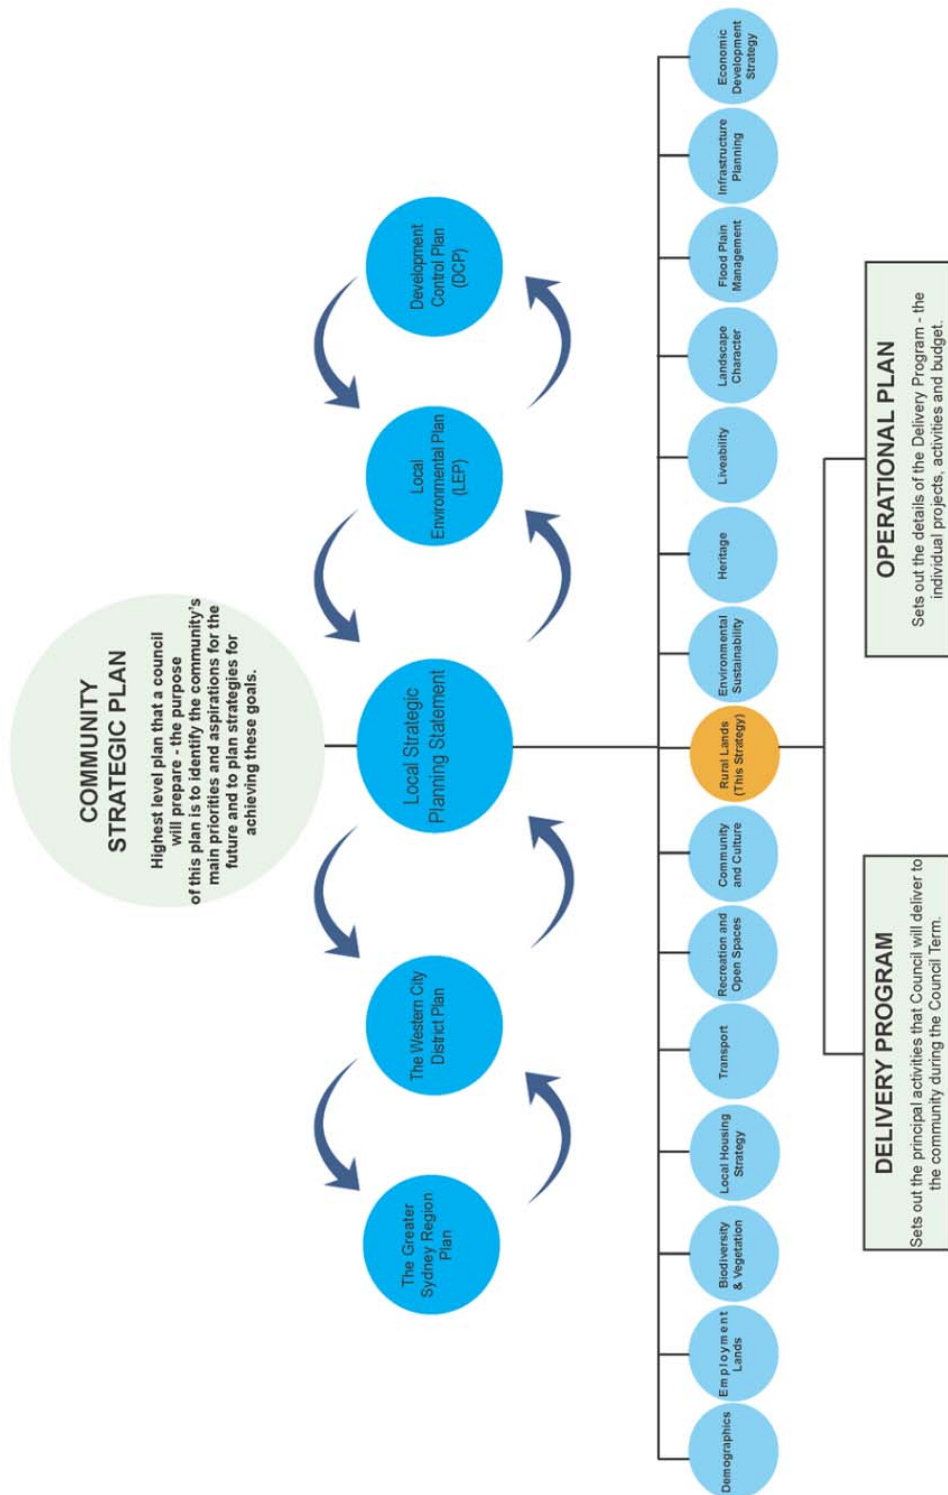 COMMUNITY
STRATEGIC PLAN
Highest level plan that a council
will prepare - the purpose
of this plan is to identify the community's
main priorities and aspirations for the
future and to plan strategies for
achieving these goals.
The Greater
Sydney Region
Plan
The Western City
District Plan
Local Strategic
Planning Statement
Local
Environmental Plan
(LEP)
Development
Control Plan
(DCP)
Demographics
Employment
Lands
Biodiversity
& Vegetation
Local Housing
Strategy
Transport
Recreation and
Open Spaces
Community
and Culture
Rural Lands
(This Strategy)
Environmental
Sustainability
Heritage
Liveability
Landscape
Character
Flood Plain
Management
Infrastructure
Planning
Economic
Development
Strategy
DELIVERY PROGRAM
Sets out the principal activities that Council will deliver to
the community during the Council Term.
OPERATIONAL PLAN
Sets out the details of the Delivery Program - the
individual projects, activities and budget.